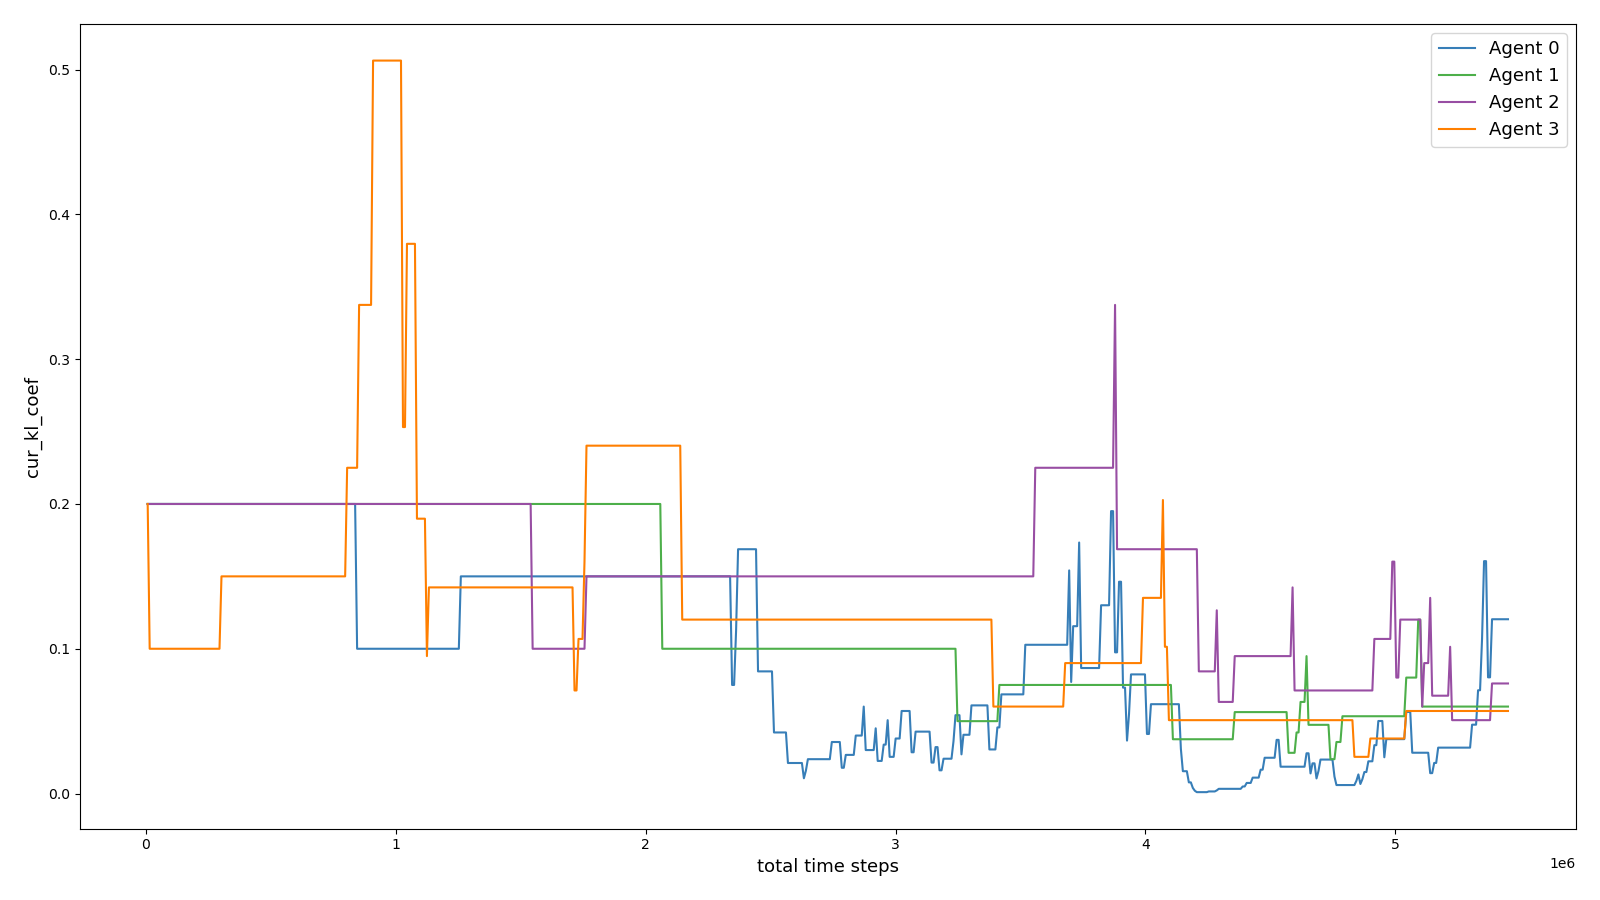 Agent 0
Agent 1
Agent 2
Agent 3
0.5
0.4
0.3
0.2
0.1
0.0
cur_kl_coef
0 1 2 3 4 5
1e6
total time steps